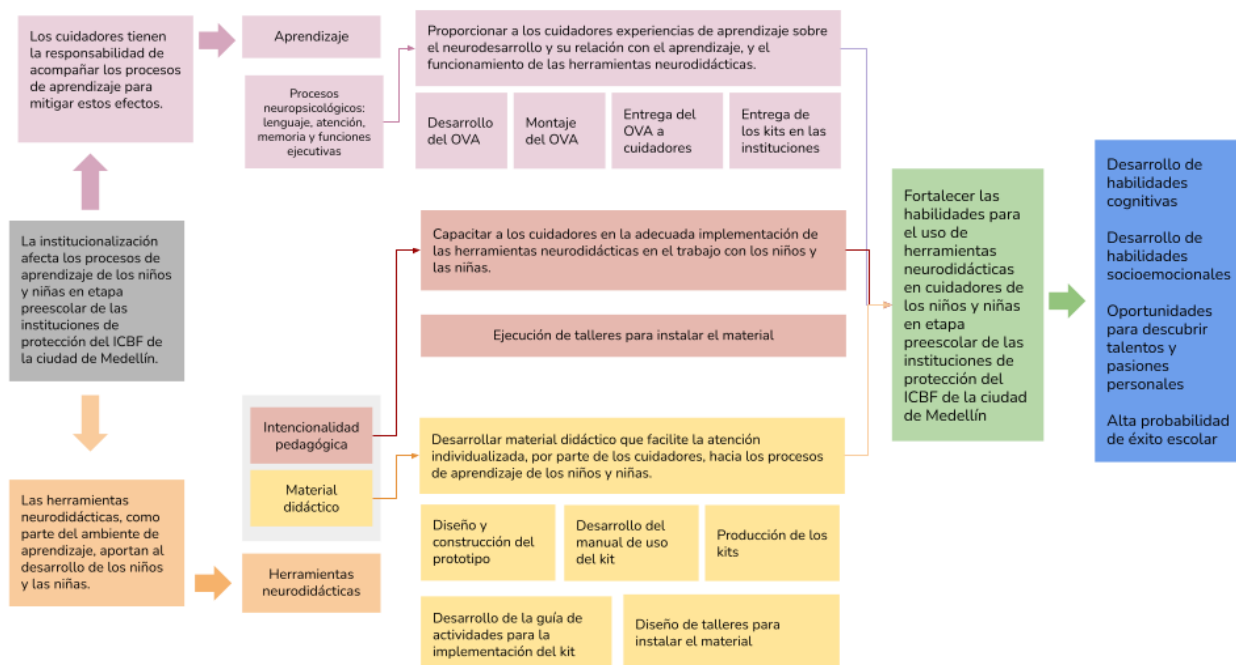 Los cuidadores tienen
la responsabilidad de
acompañar los procesos
de aprendizaje para
mitigar estos efectos.
Aprendizaje
Procesos
neuropsicológicos:
lenguaje, atención,
memoria y funciones
ejecutivas
Proporcionar a los cuidadores experiencias de aprendizaje sobre
el neurodesarrollo y su relación con el aprendizaje, y el
funcionamiento de las herramientas neurodidácticas.
Desarrollo
del OVA
Montaje
del OVA
Entrega del
OVA a
cuidadores
Entrega de
los kits en las
instituciones
La institucionalización
afecta los procesos de
aprendizaje de los niños
y niñas en etapa
preescolar de las
instituciones de
protección del ICBF de
la ciudad de Medellín.
Capacitar a los cuidadores en la adecuada implementación de
las herramientas neurodidácticas en el trabajo con los niños y
las niñas.
Ejecución de talleres para instalar el material
Intencionalidad
pedagógica
Material
didáctico
Desarrollar material didáctico que facilite la atención
individualizada, por parte de los cuidadores, hacia los procesos
de aprendizaje de los niños y niñas.
Las herramientas
neurodidácticas, como
parte del ambiente de
aprendizaje, aportan al
desarrollo de los niños
y las niñas.
Herramientas
neurodidácticas
Diseño y
construcción del
prototipo
Desarrollo del
manual de uso
del kit
Producción de los
kits
Desarrollo de la guía de
actividades para la
implementación del kit
Diseño de talleres para
instalar el material
Fortalecer las
habilidades para
el uso de
herramientas
neurodidácticas
en cuidadores de
los niños y niñas
en etapa
preescolar de las
instituciones de
protección del
ICBF de la ciudad
de Medellín
Desarrollo de
habilidades
cognitivas
Desarrollo de
habilidades
socioemocionales
Oportunidades
para descubrir
talentos y
pasiones
personales
Alta probabilidad
de éxito escolar